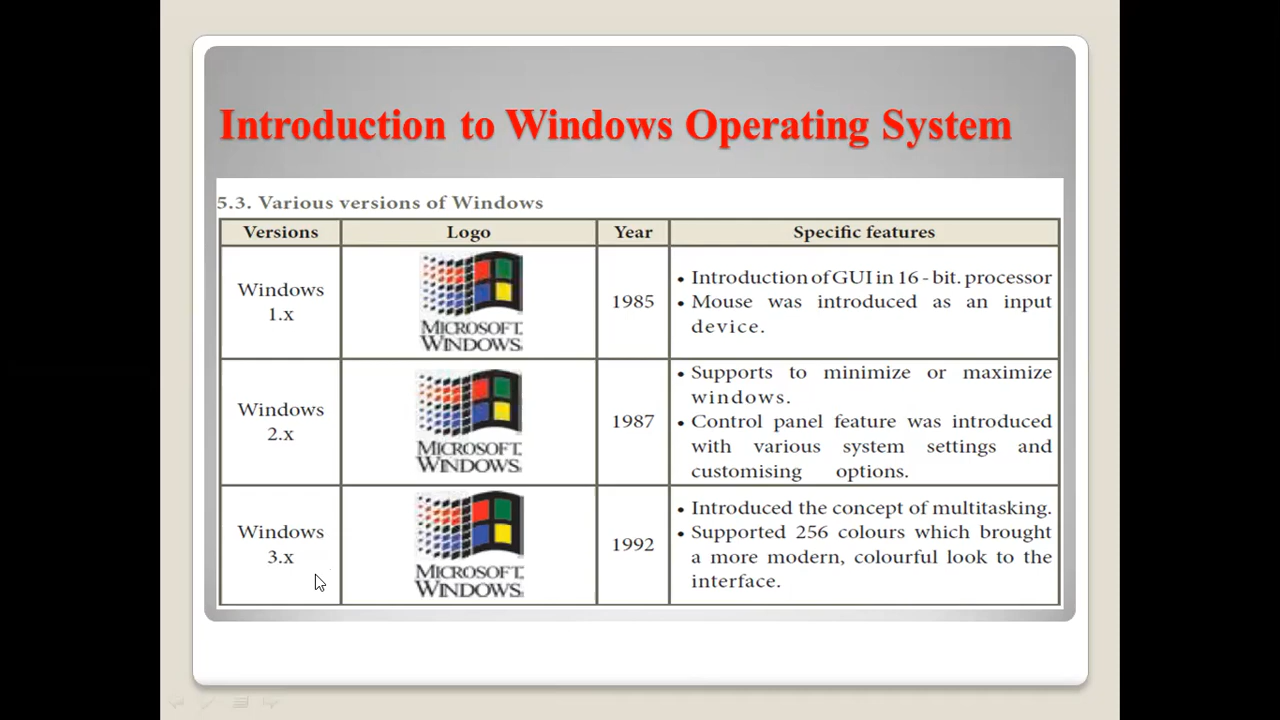 Introduction to Windows Operating System
5.3. Various versions of Windows
Versions Logo Year Specific features
Windows 1.x
MICROSOFT.
WINDOWS.
1985
• Introduction of GUI in 16 - bit. processor
• Mouse was introduced as an input
device.
Windows 2.x
MICROSOFT.
WINDOWS.
1987
• Supports to minimize or maximize
windows.
• Control panel feature was introduced
with various system settings and
customising options.
Windows 3.x
MICROSOFT.
WINDOWS.
1992
• Introduced the concept of multitasking.
• Supported 256 colours which brought
a more modern, colourful look to the
interface.